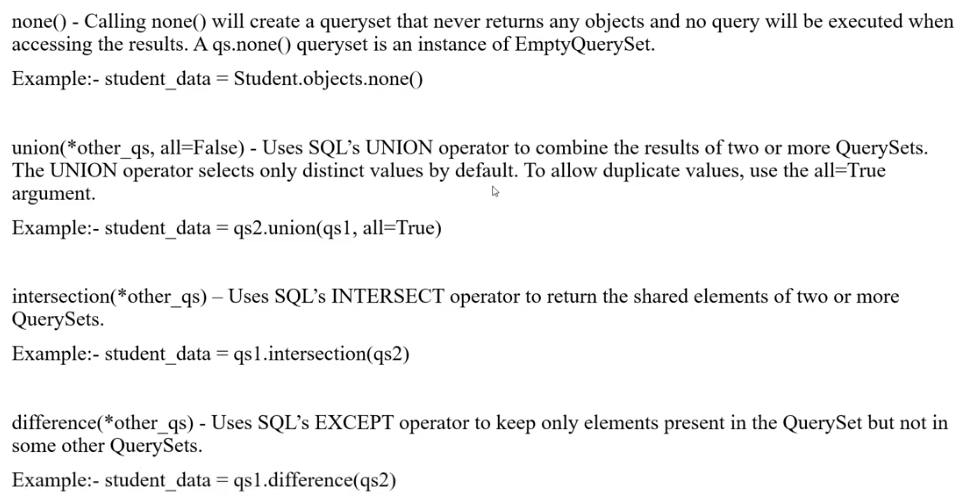 none() - Calling none() will create a queryset that never returns any objects and no query will be executed when
accessing the results. A qs.none() queryset is an instance of EmptyQuerySet.
Example:- student_data = Student.objects.none()
union(*other_qs, all=False) - Uses SQL's UNION operator to combine the results of two or more QuerySets.
The UNION operator selects only distinct values by default. To allow duplicate values, use the all=True
argument.
Example:- student_data = qs2.union(qs1, all=True)
intersection(*other_qs) – Uses SQL's INTERSECT operator to return the shared elements of two or more
QuerySets.
Example:- student_data = qs1.intersection(qs2)
difference(*other_qs) - Uses SQL's EXCEPT operator to keep only elements present in the QuerySet but not in
some other QuerySets.
Example:- student_data = qs1.difference(qs2)